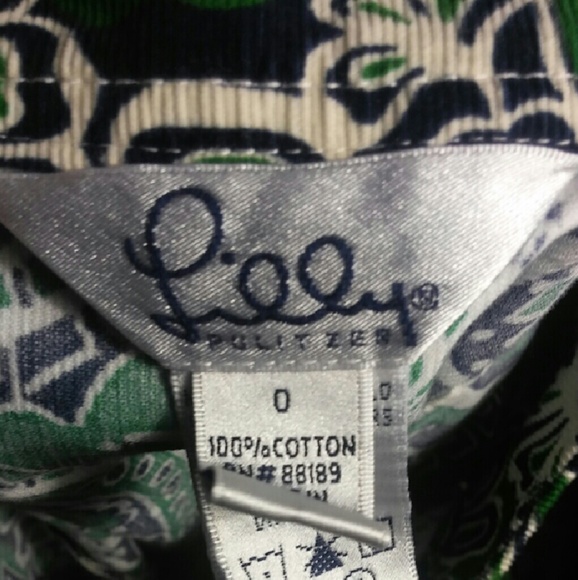 Lilly®
PULITZER
0
100%COTTON
RN# 88189